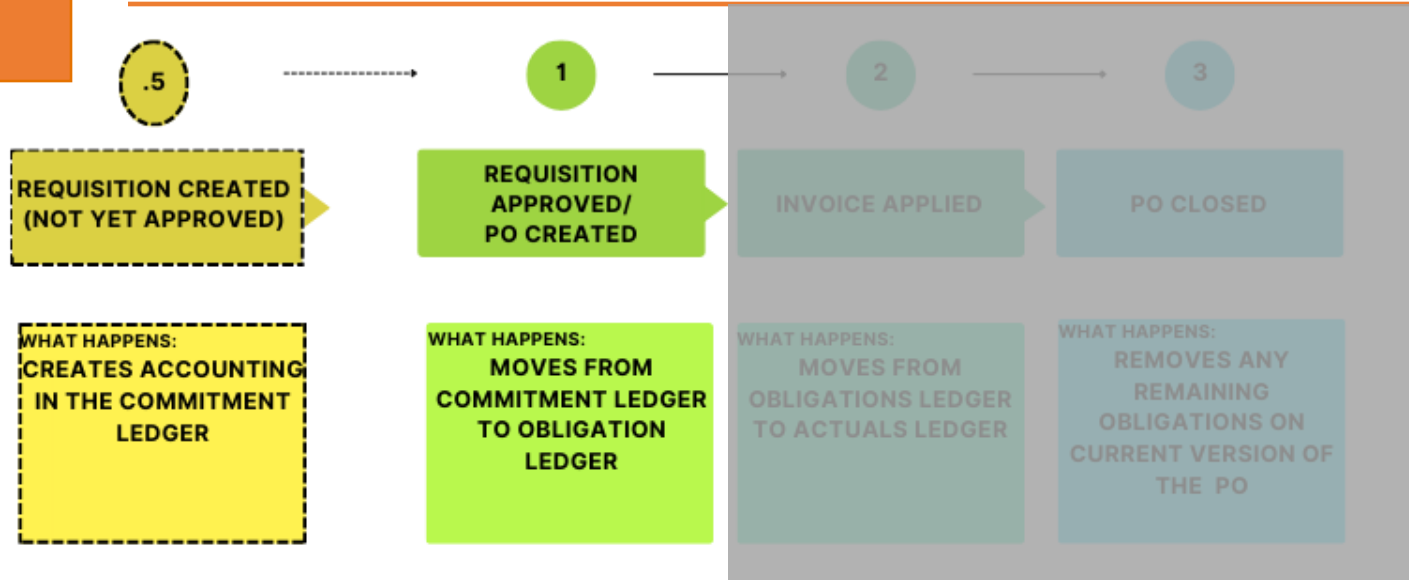 .5
1
2
3
REQUISITION CREATED
(NOT YET APPROVED)
REQUISITION
APPROVED/
PO CREATED
INVOICE APPLIED
PO CLOSED
WHAT HAPPENS:
CREATES ACCOUNTING
IN THE COMMITMENT
LEDGER
WHAT HAPPENS:
MOVES FROM
COMMITMENT LEDGER
TO OBLIGATION
LEDGER
WHAT HAPPENS:
MOVES FROM
OBLIGATIONS LEDGER
TO ACTUALS LEDGER
WHAT HAPPENS:
REMOVES ANY
REMAINING
OBLIGATIONS ON
CURRENT VERSION OF
THE PO